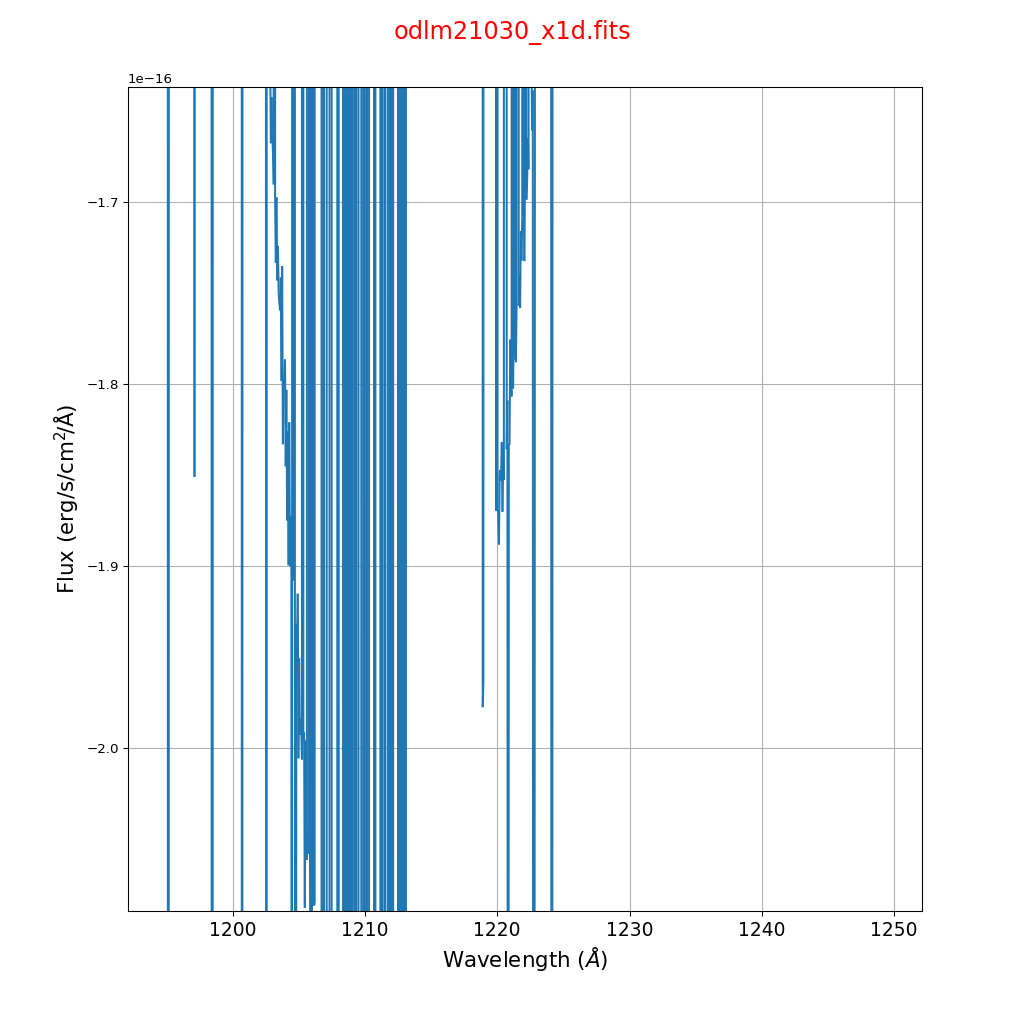 odlm21030_x1d.fits
1e−16
−1.7
−1.8
−1.9
−2.0
Flux (erg/s/cm²/Å)
1200 1210 1220 1230 1240 1250
Wavelength (Å)